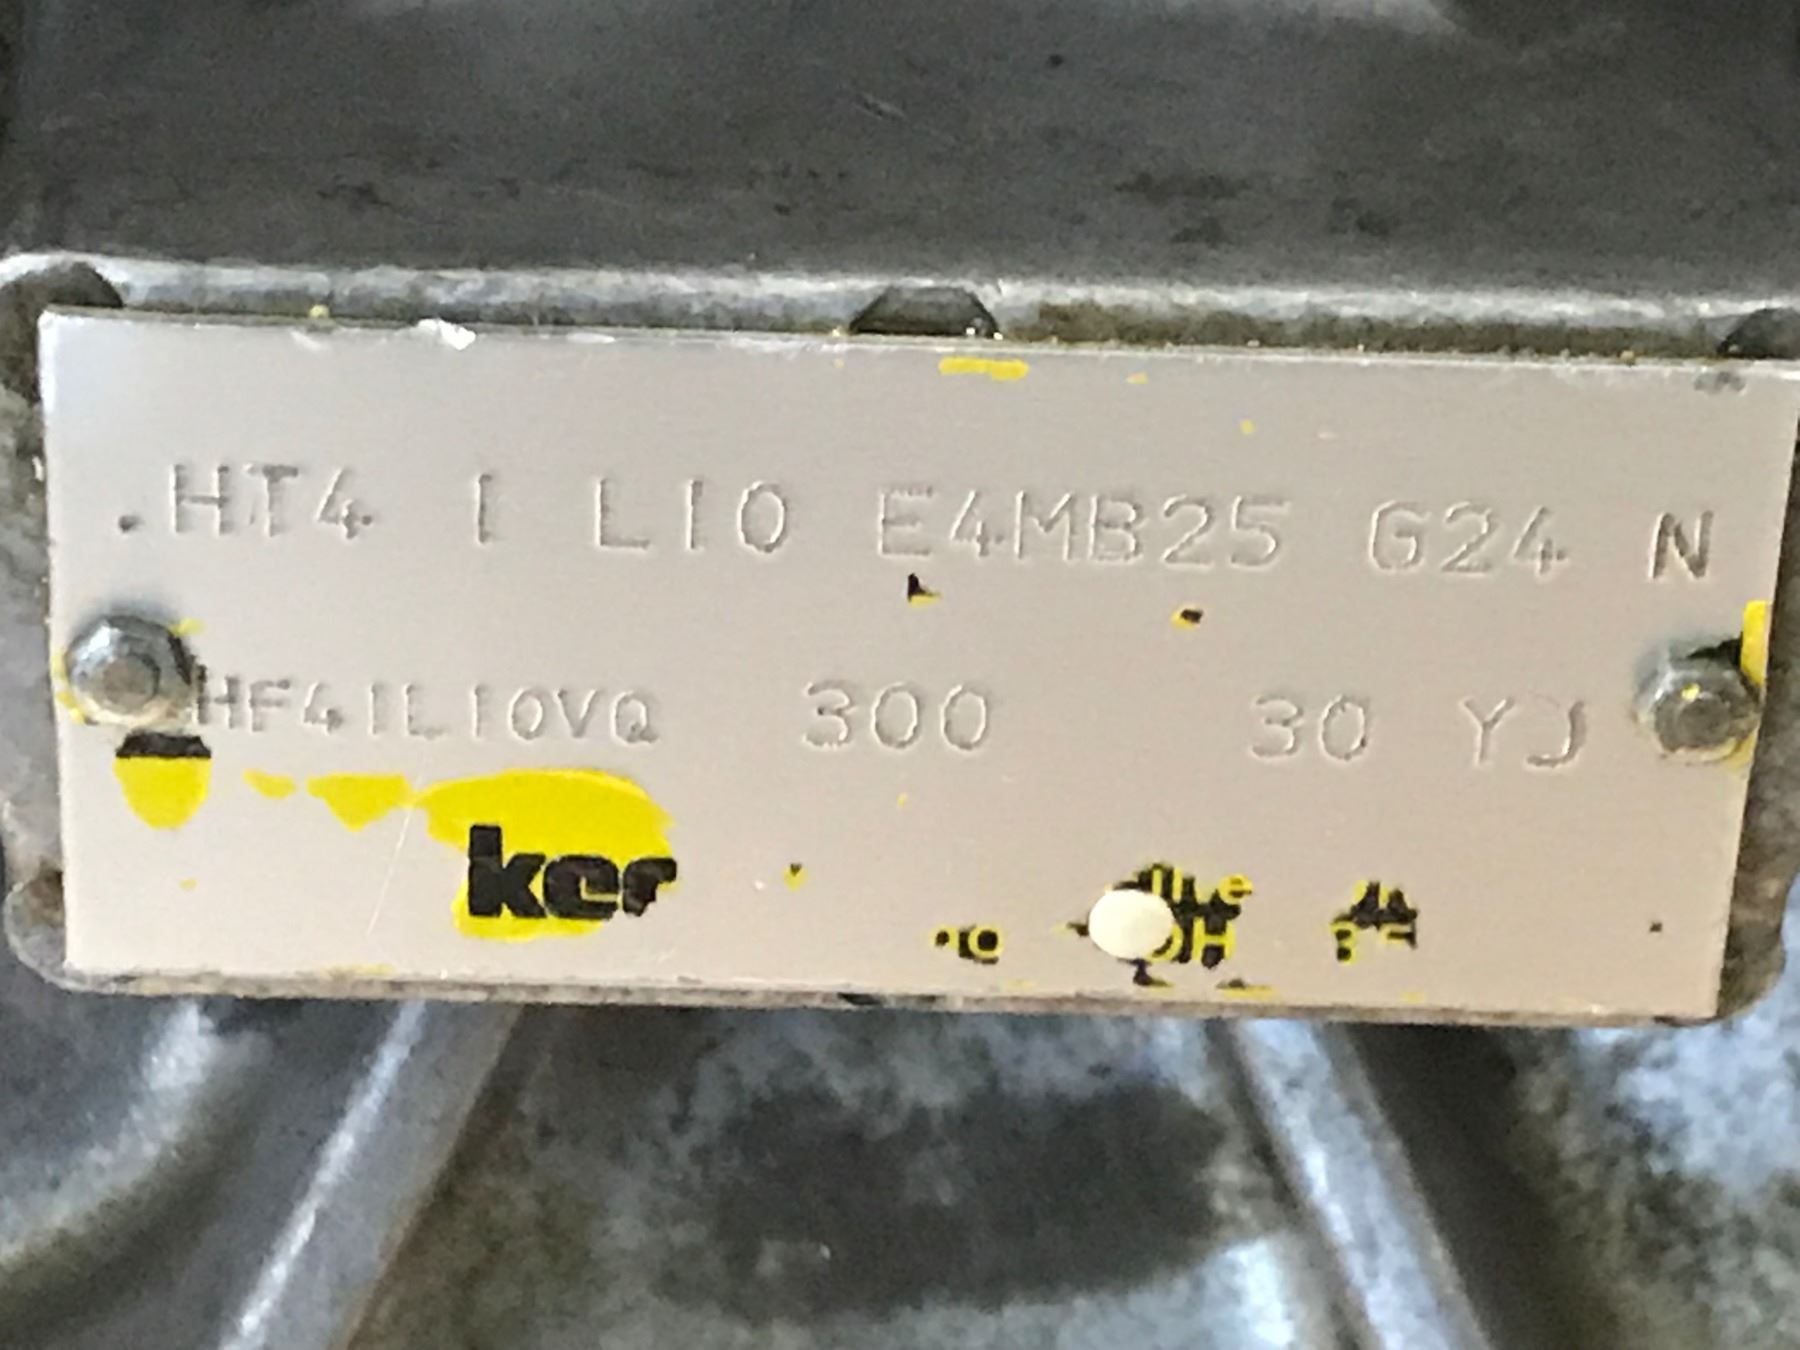 .HT4 1 L10 E4MB25 G24 N
HF41L10VQ 300 30 YJ
ker